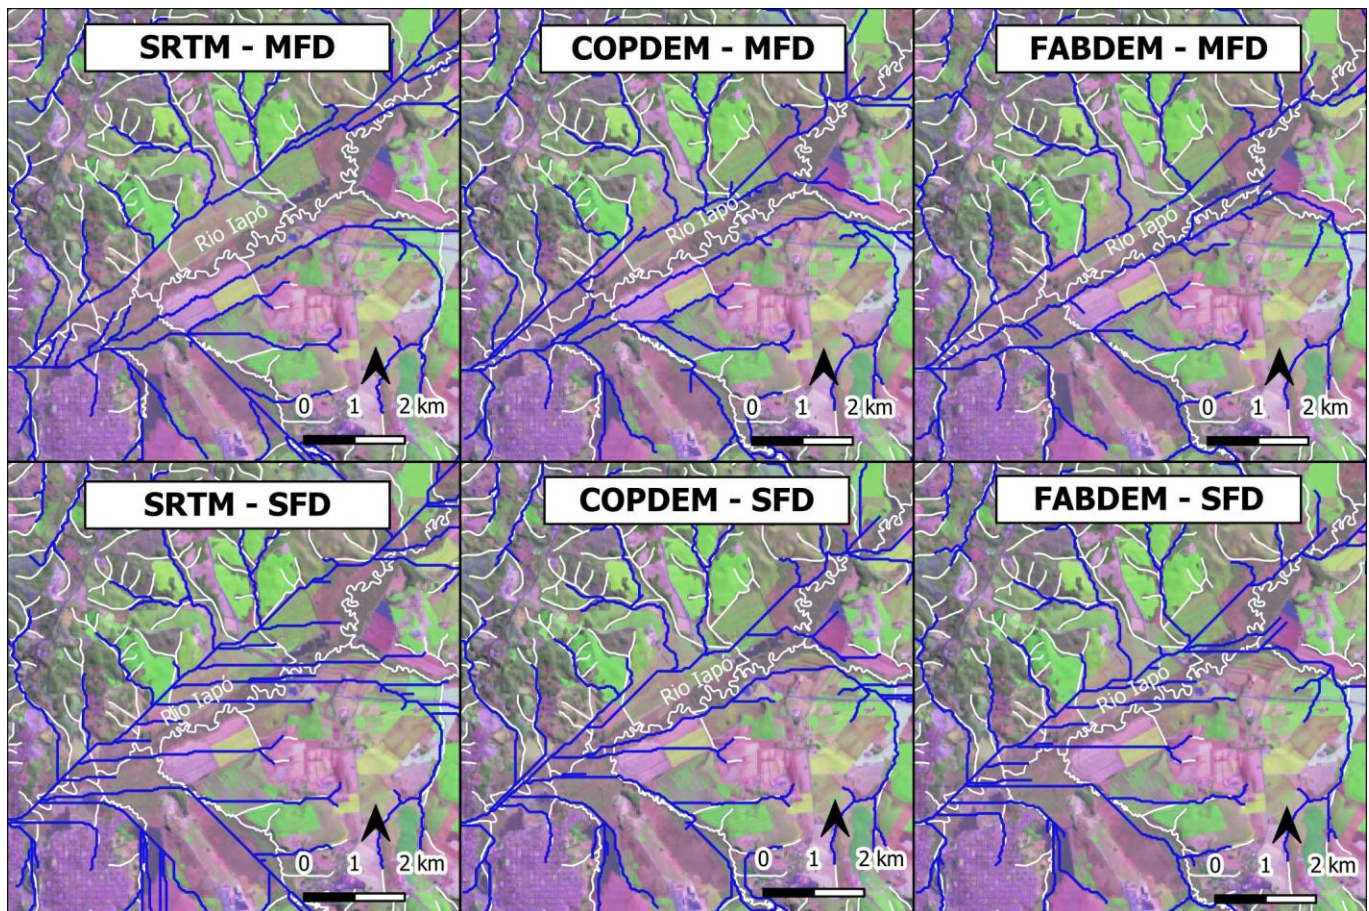 SRTM - MFD
Rio Iapó
0 1 2 km
COPDEM - MFD
Rio Iapó
0 1 2 km
FABDEM - MFD
Rio Iapó
0 1 2 km
SRTM - SFD
Rio Iapó
0 1 2 km
COPDEM - SFD
Rio Iapó
0 1 2 km
FABDEM - SFD
Rio Iapó
0 1 2 km